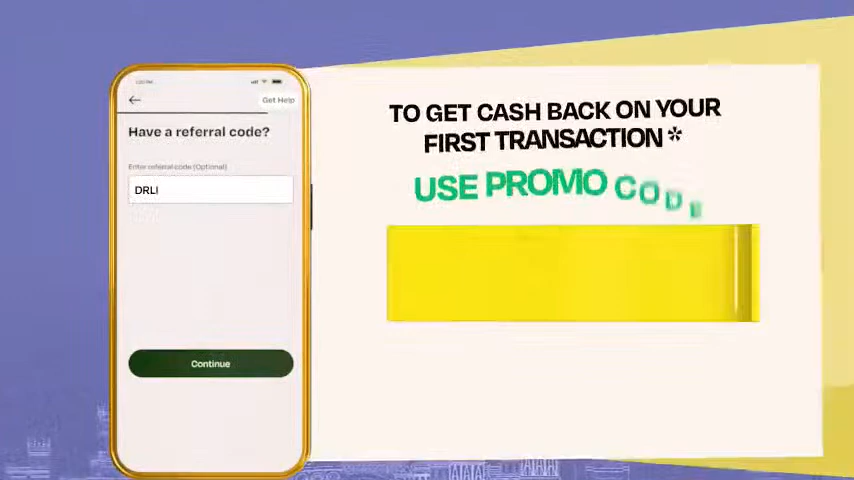 Get Help
Have a referral code?
Enter referral code (Optional)
DRLI
Continue
TO GET CASH BACK ON YOUR
FIRST TRANSACTION *
USE PROMO CODE